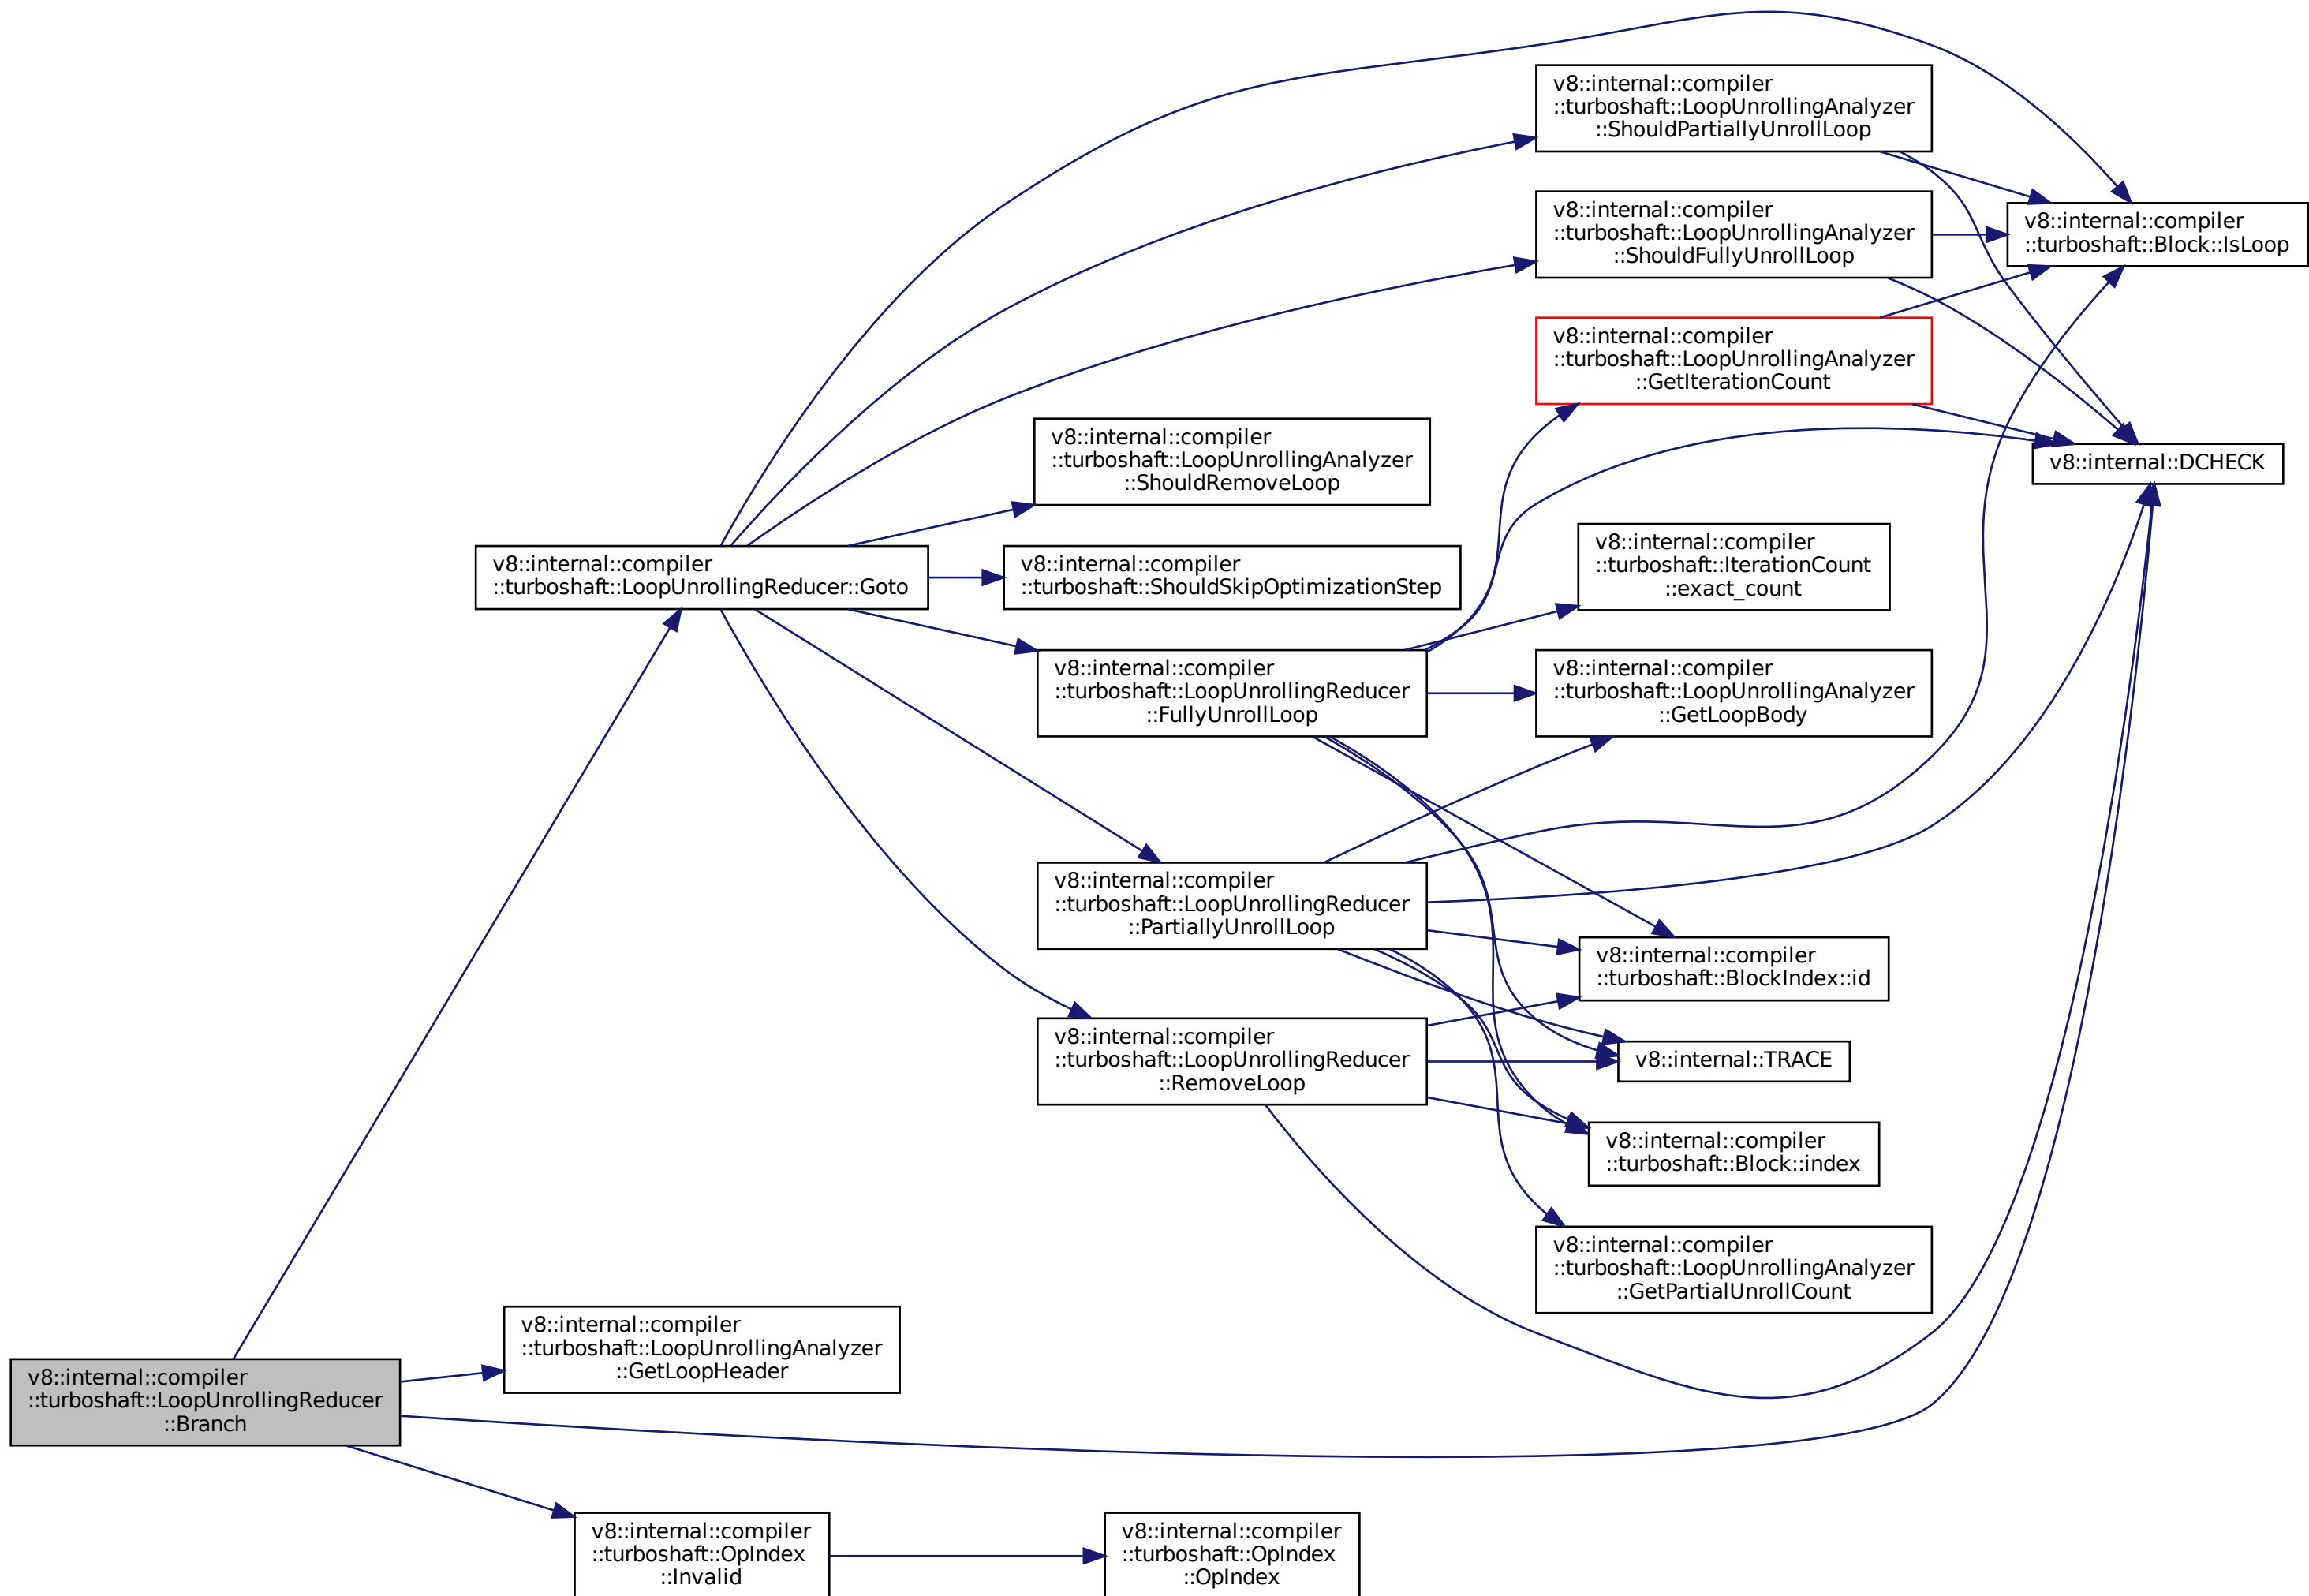 v8::internal::compiler
::turboshaft::LoopUnrollingAnalyzer
::ShouldPartiallyUnrollLoop
v8::internal::compiler
::turboshaft::LoopUnrollingAnalyzer
::ShouldFullyUnrollLoop
v8::internal::compiler
::turboshaft::Block::IsLoop
v8::internal::compiler
::turboshaft::LoopUnrollingAnalyzer
::GetIterationCount
v8::internal::compiler
::turboshaft::LoopUnrollingAnalyzer
::ShouldRemoveLoop
v8::internal::DCHECK
v8::internal::compiler
::turboshaft::LoopUnrollingReducer::Goto
v8::internal::compiler
::turboshaft::ShouldSkipOptimizationStep
v8::internal::compiler
::turboshaft::IterationCount
::exact_count
v8::internal::compiler
::turboshaft::LoopUnrollingReducer
::FullyUnrollLoop
v8::internal::compiler
::turboshaft::LoopUnrollingAnalyzer
::GetLoopBody
v8::internal::compiler
::turboshaft::LoopUnrollingReducer
::PartiallyUnrollLoop
v8::internal::compiler
::turboshaft::BlockIndex::id
v8::internal::compiler
::turboshaft::LoopUnrollingReducer
::RemoveLoop
v8::internal::TRACE
v8::internal::compiler
::turboshaft::Block::index
v8::internal::compiler
::turboshaft::LoopUnrollingAnalyzer
::GetPartialUnrollCount
v8::internal::compiler
::turboshaft::LoopUnrollingAnalyzer
::GetLoopHeader
v8::internal::compiler
::turboshaft::LoopUnrollingReducer
::Branch
v8::internal::compiler
::turboshaft::OpIndex
::Invalid
v8::internal::compiler
::turboshaft::OpIndex
::OpIndex